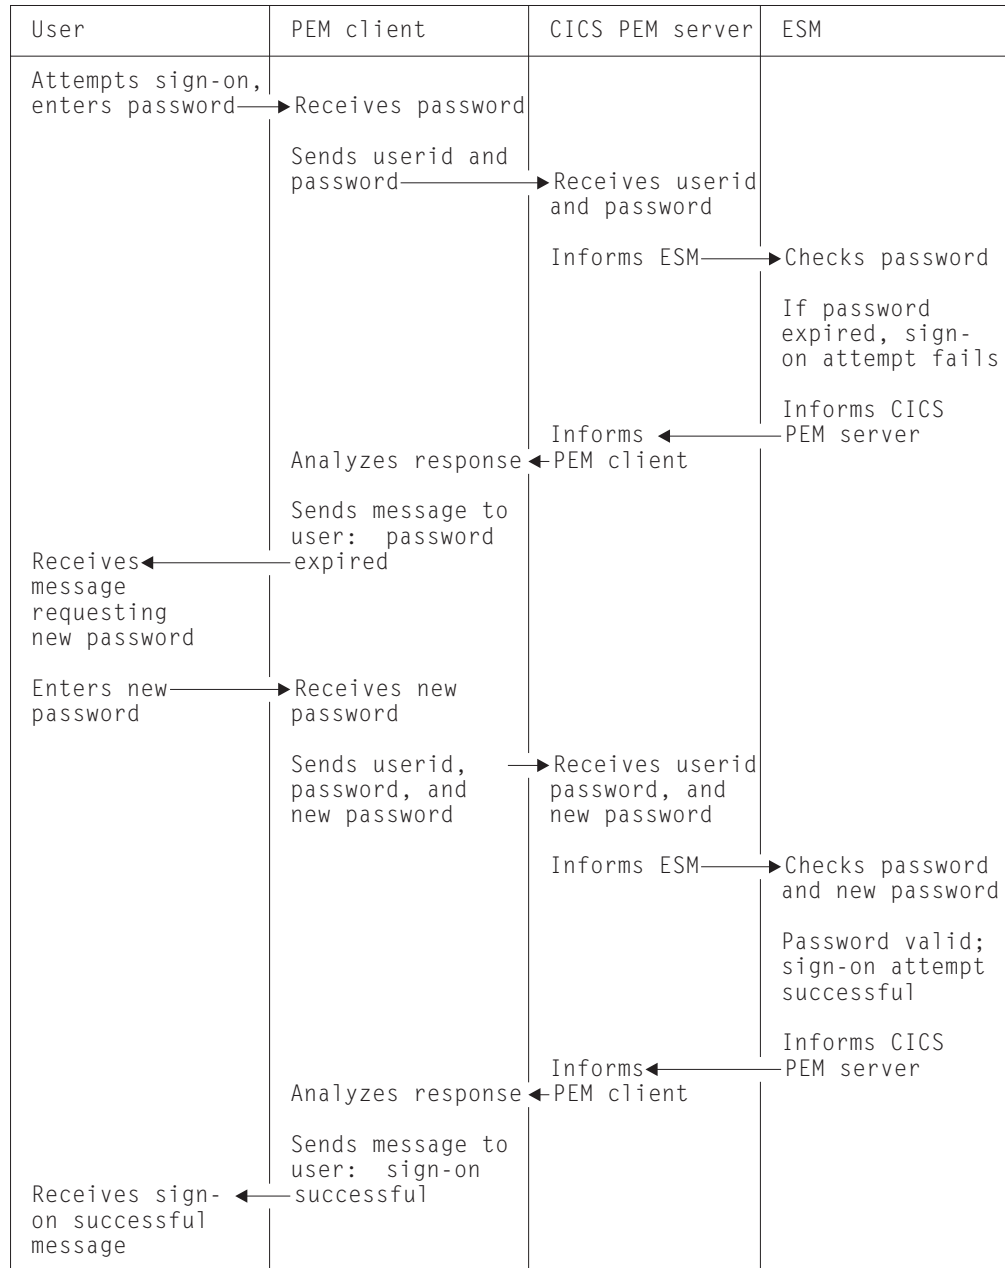 User
PEM client
CICS PEM server
ESM
Attempts sign-on,
enters password
Receives password
Sends userid and
password
Receives userid
and password
Informs ESM
Checks password
If password
expired, sign-
on attempt fails
Informs CICS
PEM server
Informs
PEM client
Analyzes response
Sends message to
user: password
expired
Receives
message
requesting
new password
Enters new
password
Receives new
password
Sends userid,
password, and
new password
Receives userid
password, and
new password
Informs ESM
Checks password
and new password
Password valid;
sign-on attempt
successful
Informs CICS
PEM server
Informs
PEM client
Analyzes response
Sends message to
user: sign-on
successful
Receives sign-
on successful
message